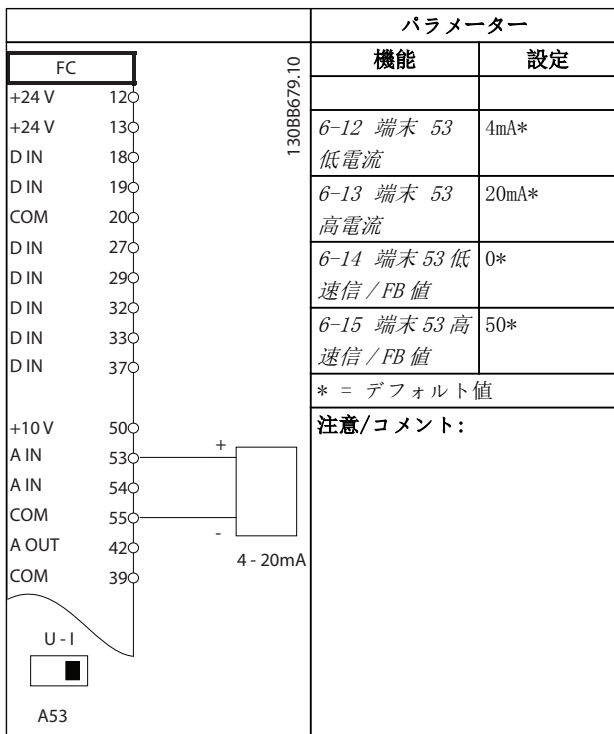 パラメーター
機能 設定
FC
130BB679.10
+24 V 12
+24 V 13
D IN 18
D IN 19
COM 20
D IN 27
D IN 29
D IN 32
D IN 33
D IN 37
+10 V 50
A IN 53
A IN 54
COM 55
A OUT 42
COM 39
+
-
4 - 20mA
U - I
A53
6-12 端末 53 4mA*
低電流
6-13 端末 53 20mA*
高電流
6-14 端末 53 低 0*
速信 / FB 値
6-15 端末 53 高 50*
速信 / FB 値
* = デフォルト値
注意/コメント: